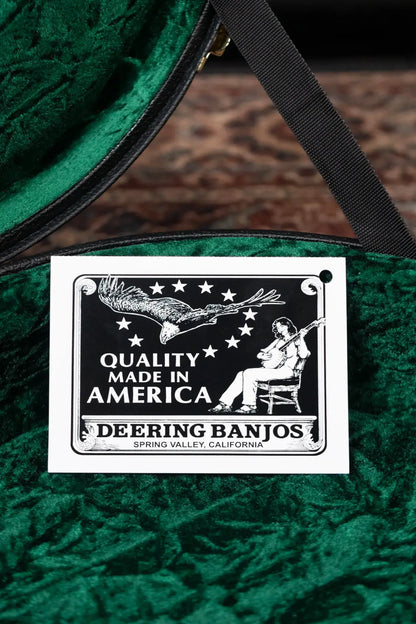 QUALITY
MADE IN
AMERICA
DEERING BANJOS
SPRING VALLEY, CALIFORNIA